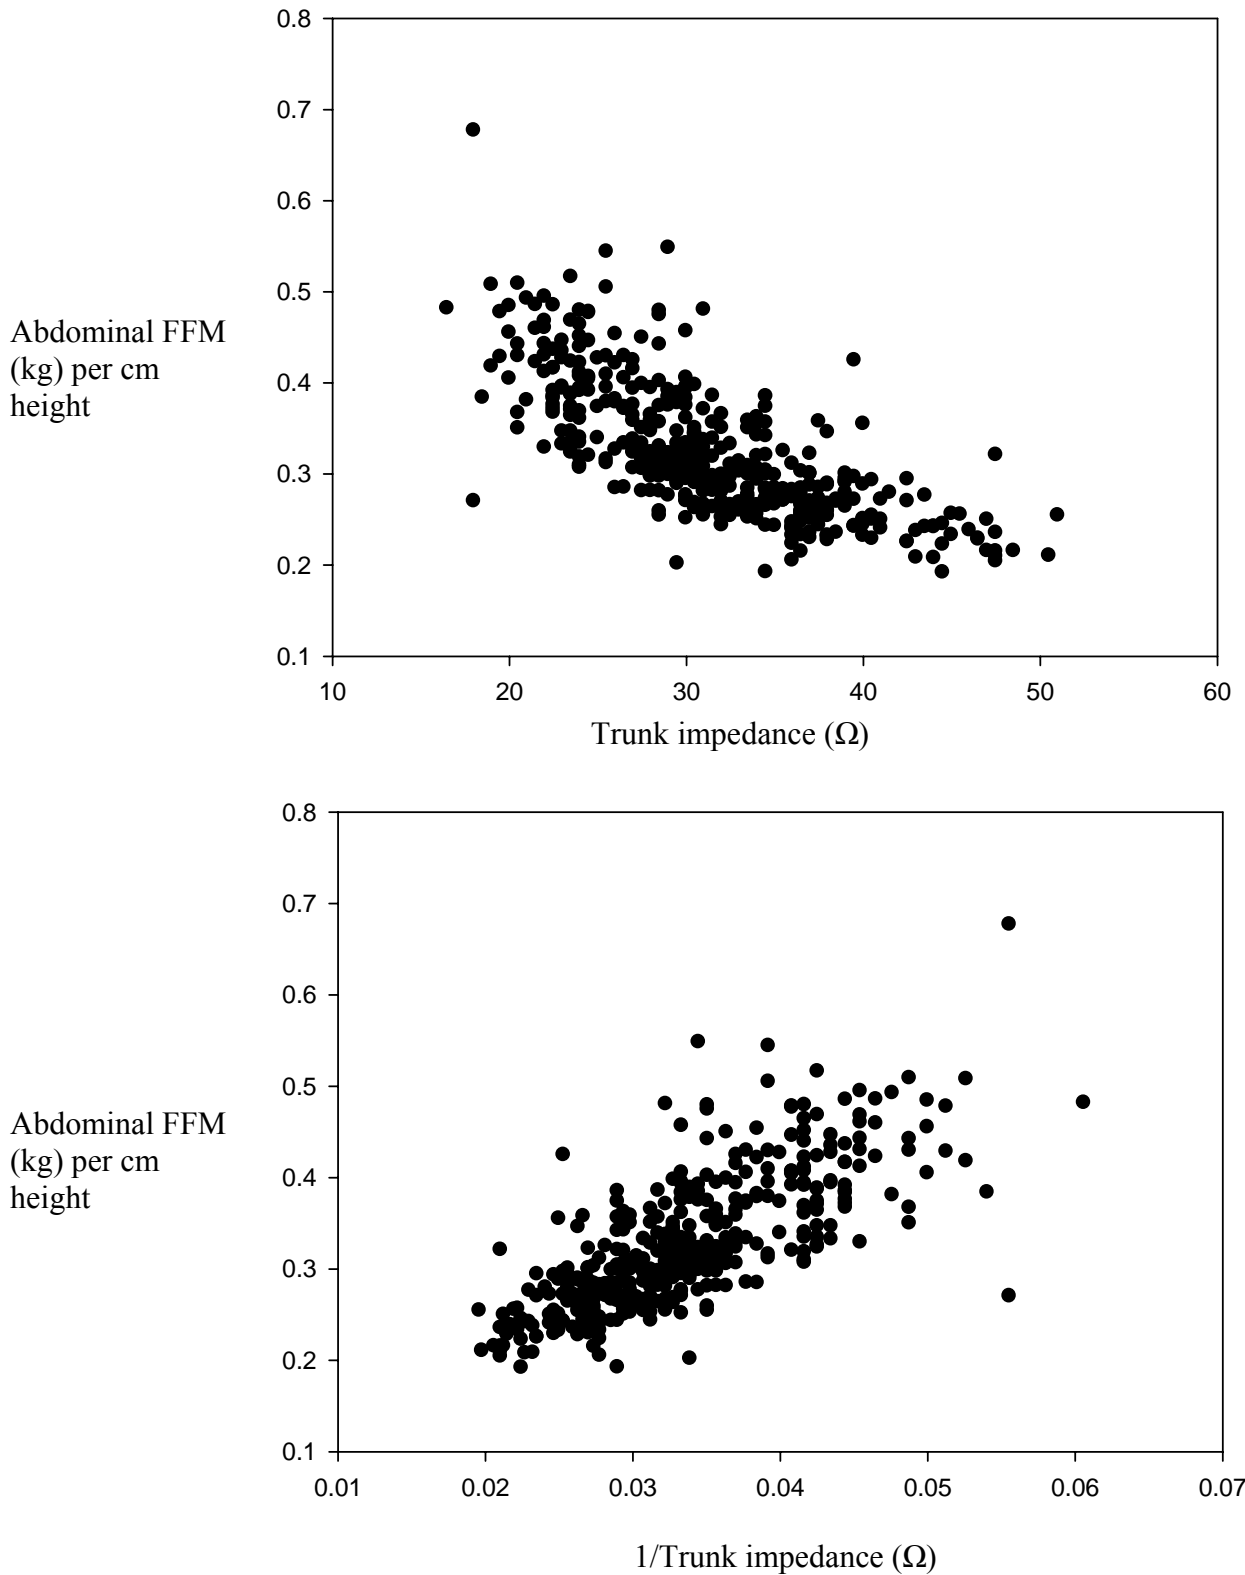 0.8
0.7
0.6
0.5
Abdominal FFM
(kg) per cm
height
0.4
0.3
0.2
0.1
10 20 30 40 50 60
Trunk impedance (Ω)
0.8
0.7
0.6
0.5
Abdominal FFM
(kg) per cm
height
0.4
0.3
0.2
0.1
0.01 0.02 0.03 0.04 0.05 0.06 0.07
1/Trunk impedance (Ω)